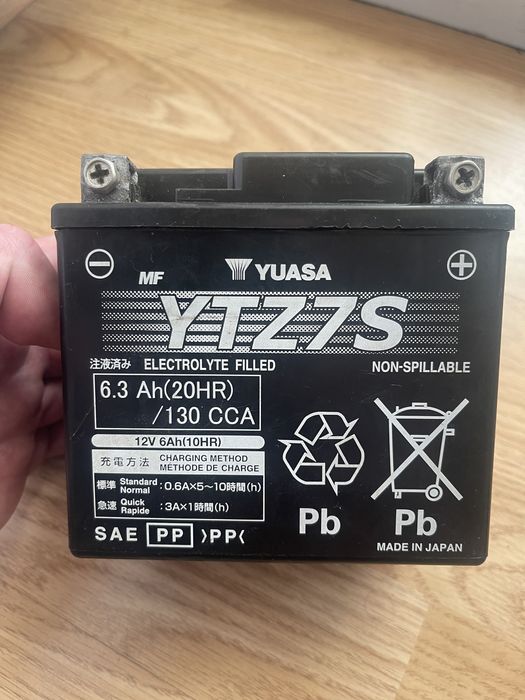 ⊖ ⊕
MF YUASA
YTZ7S
注液済み ELECTROLYTE FILLED NON-SPILLABLE
6.3 Ah(20HR)
/130 CCA
12V 6Ah(10HR)
充電方法 CHARGING METHOD
MÉTHODE DE CHARGE
標準 Standard Normal : 0.6A×5~10時間(h)
急速 Quick Rapide : 3A×1時間(h)
SAE PP >PP<
Pb
Pb
MADE IN JAPAN